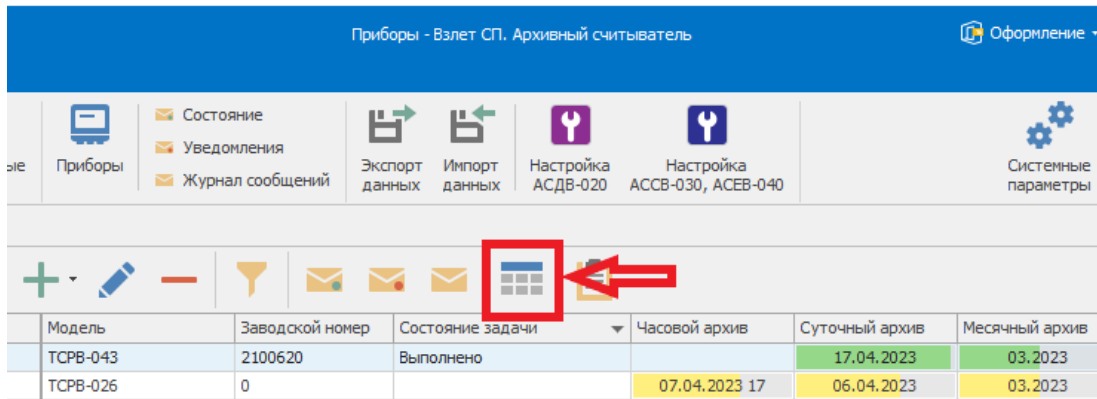 Приборы - Взлет СП. Архивный считыватель
Оформление
ые
Приборы
Состояние
Уведомления
Журнал сообщений
Экспорт данных
Импорт данных
Настройка АСДВ-020
Настройка АССВ-030, АСЕВ-040
Системные параметры
Модель Заводской номер Состояние задачи Часовой архив Суточный архив Месячный архив
ТСРВ-043 2100620 Выполнено 17.04.2023 03.2023
ТСРВ-026 0 07.04.2023 17 06.04.2023 03.2023